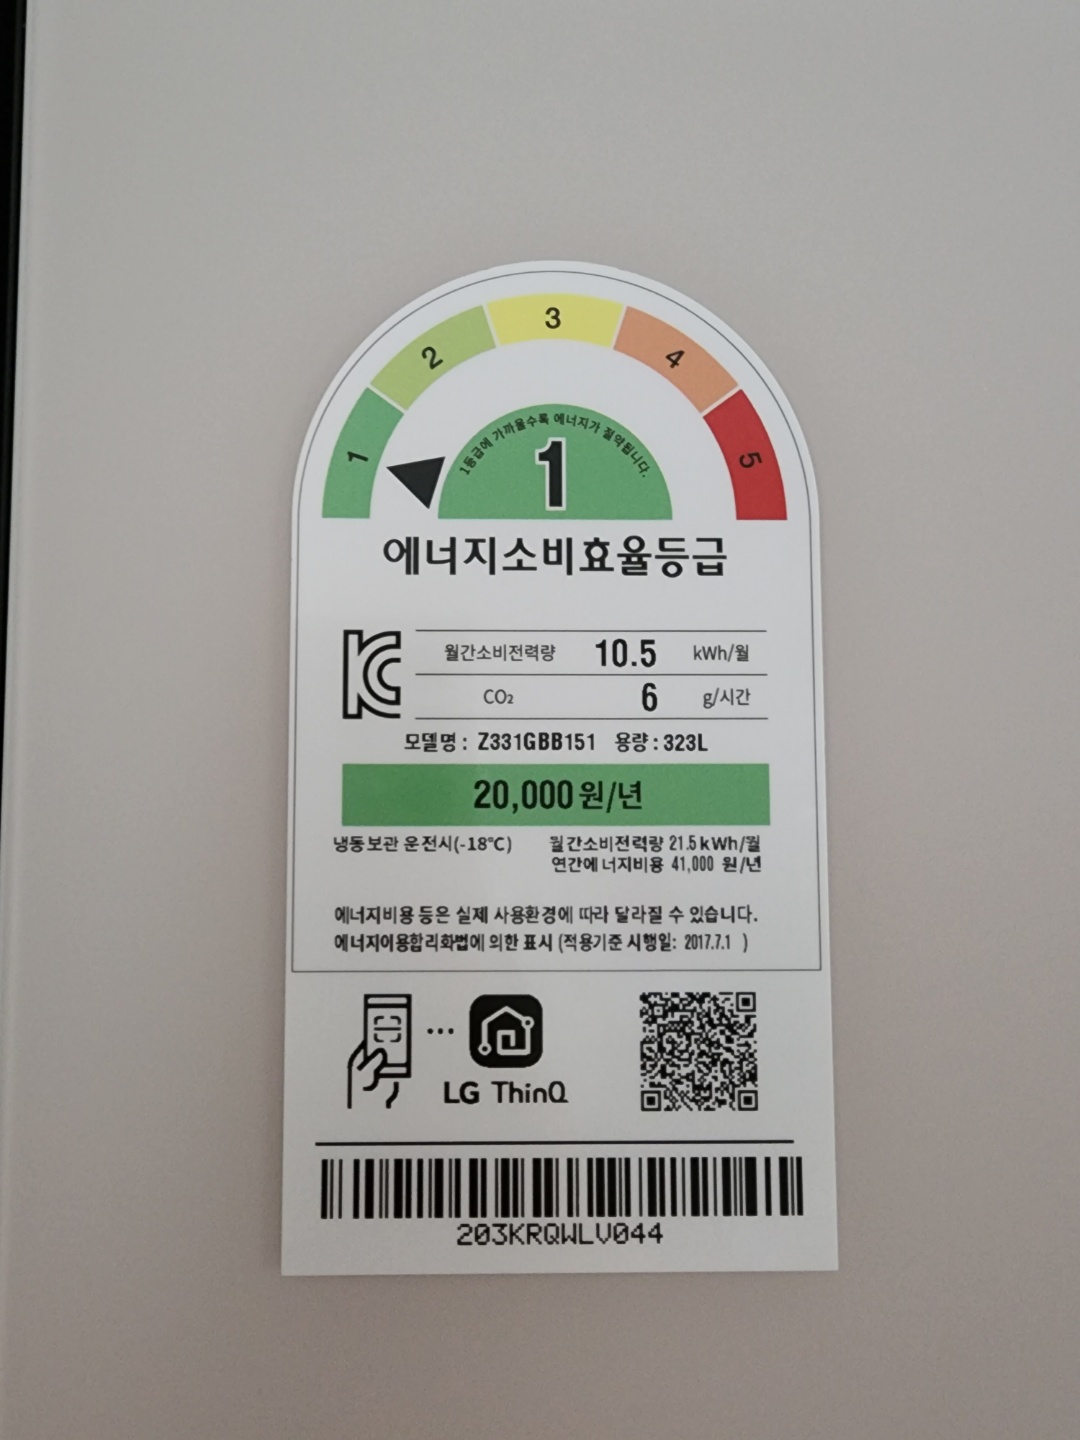 1 2 3 4 5
1등급에 가까울수록 에너지가 절약됩니다.
1
에너지소비효율등급
월간소비전력량 10.5 kWh/월
CO₂ 6 g/시간
모델명 : Z331GBB151 용량 : 323L
20,000원/년
냉동보관 운전시(-18℃) 월간소비전력량 21.5kWh/월
연간에너지비용 41,000 원/년
에너지비용 등은 실제 사용환경에 따라 달라질 수 있습니다.
에너지이용합리화법에 의한 표시 (적용기준 시행일: 2017.7.1 )
LG ThinQ
203KRQWLV044